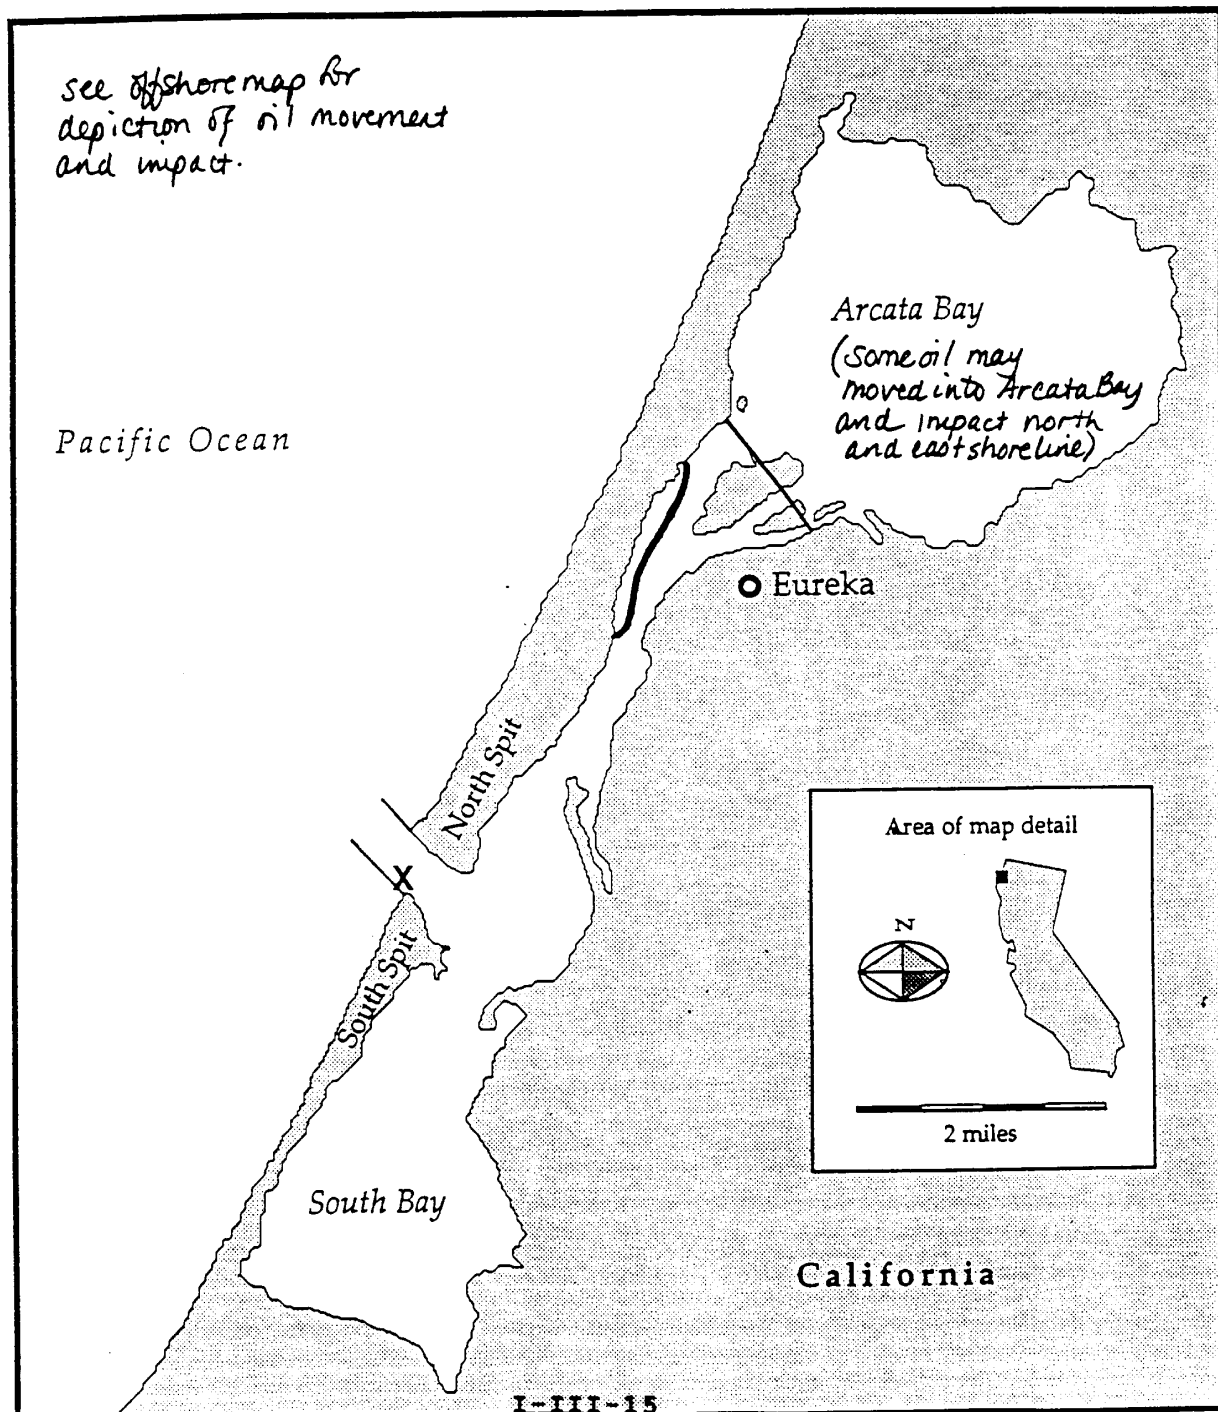 see offshore map for
depiction of oil movement
and impact.
Arcata Bay
(some oil may
moved into Arcata Bay
and impact north
and east shoreline)
Pacific Ocean
Eureka
North Spit
X
South Spit
Area of map detail
N
2 miles
South Bay
California
I-III-15